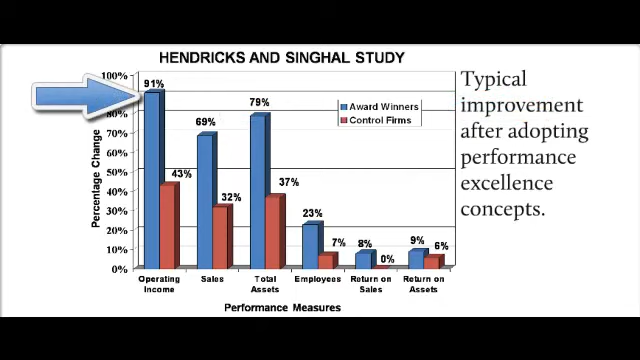 HENDRICKS AND SINGHAL STUDY
100%
80%
70%
60%
50%
40%
30%
20%
10%
0%
Percentage Change
91%
43%
69%
32%
79%
37%
23%
7%
8%
0%
9%
6%
Award Winners
Control Firms
Operating
Income
Sales
Total
Assets
Employees
Return on
Sales
Return on
Assets
Performance Measures
Typical
improvement
after adopting
performance
excellence
concepts.